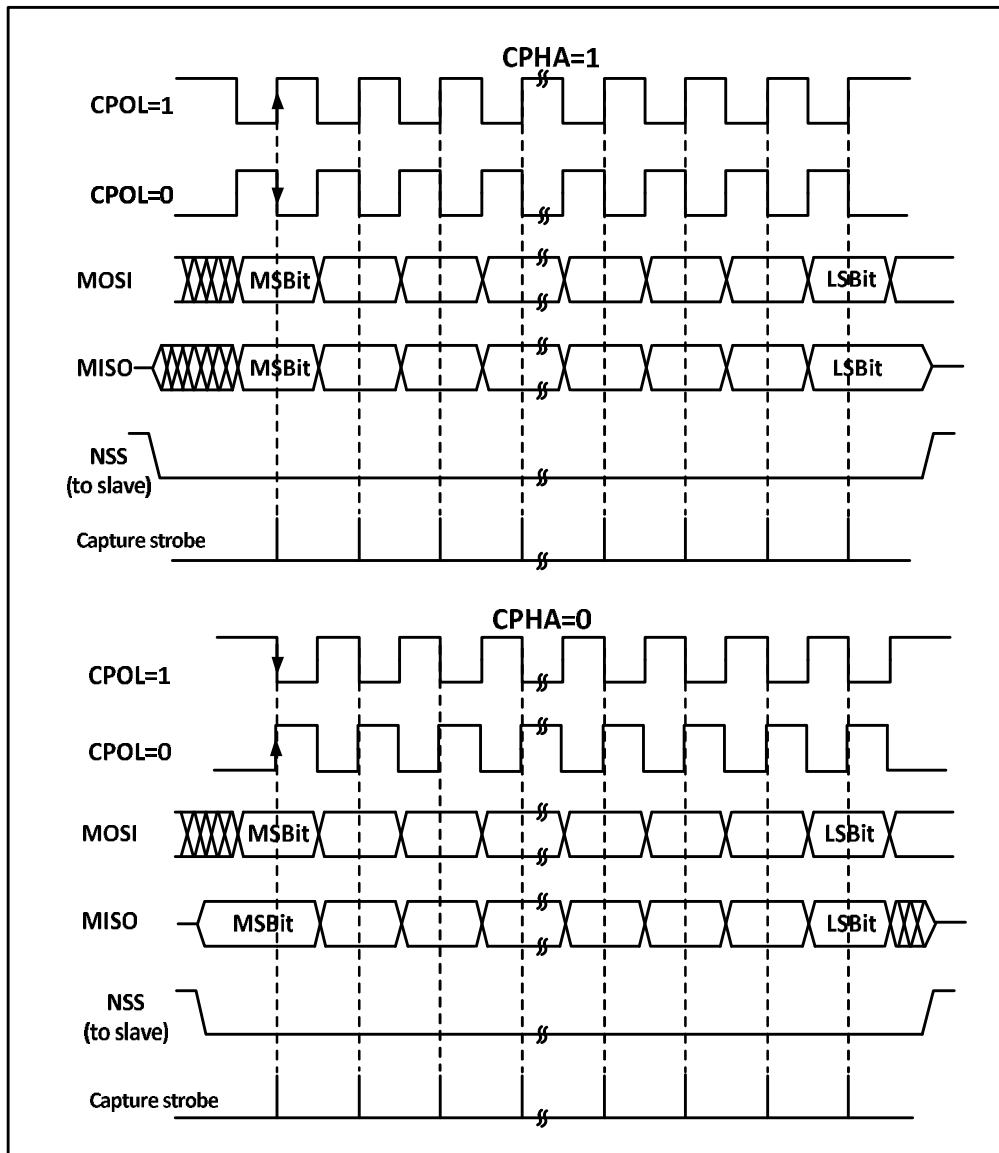 CPHA=1
CPOL=1
CPOL=0
MOSI MSBit LSBit
MISO MSBit LSBit
NSS
(to slave)
Capture strobe
CPHA=0
CPOL=1
CPOL=0
MOSI MSBit LSBit
MISO MSBit LSBit
NSS
(to slave)
Capture strobe